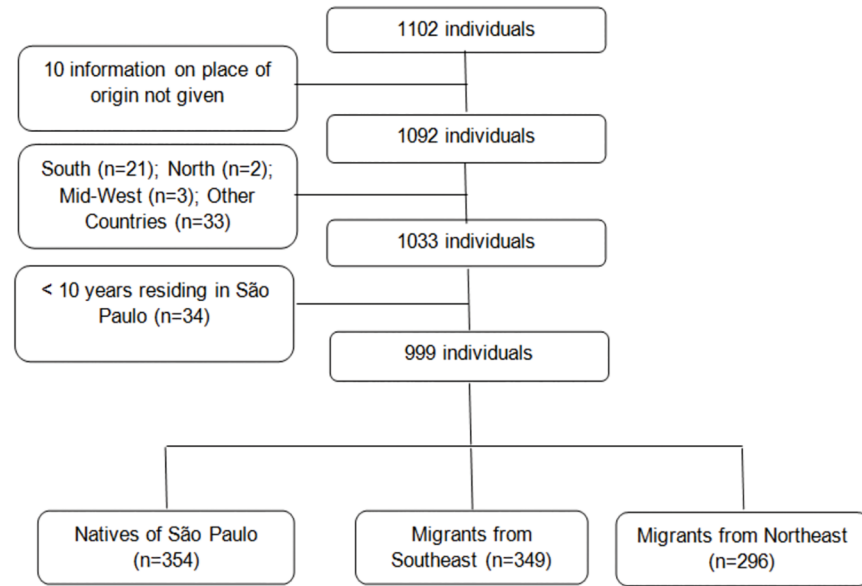 1102 individuals
10 information on place of
origin not given
1092 individuals
South (n=21); North (n=2);
Mid-West (n=3); Other
Countries (n=33)
1033 individuals
< 10 years residing in São
Paulo (n=34)
999 individuals
Natives of São Paulo
(n=354)
Migrants from
Southeast (n=349)
Migrants from Northeast
(n=296)